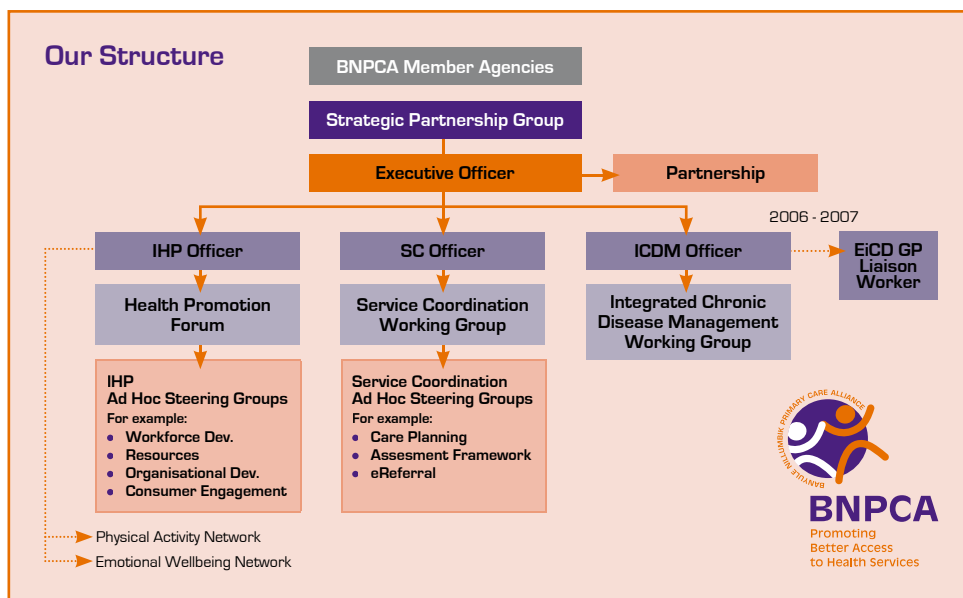 Our Structure
BNPCA Member Agencies
Strategic Partnership Group
Executive Officer
Partnership
2006 - 2007
IHP Officer
SC Officer
ICDM Officer
EiCD GP
Liaison
Worker
Health Promotion
Forum
Service Coordination
Working Group
Integrated Chronic
Disease Management
Working Group
IHP
Ad Hoc Steering Groups
For example:
• Workforce Dev.
• Resources
• Organisational Dev.
• Consumer Engagement
Service Coordination
Ad Hoc Steering Groups
For example:
• Care Planning
• Assesment Framework
• eReferral
Physical Activity Network
Emotional Wellbeing Network
BANYULE NILLUMBIK PRIMARY CARE ALLIANCE
BNPCA
Promoting
Better Access
to Health Services